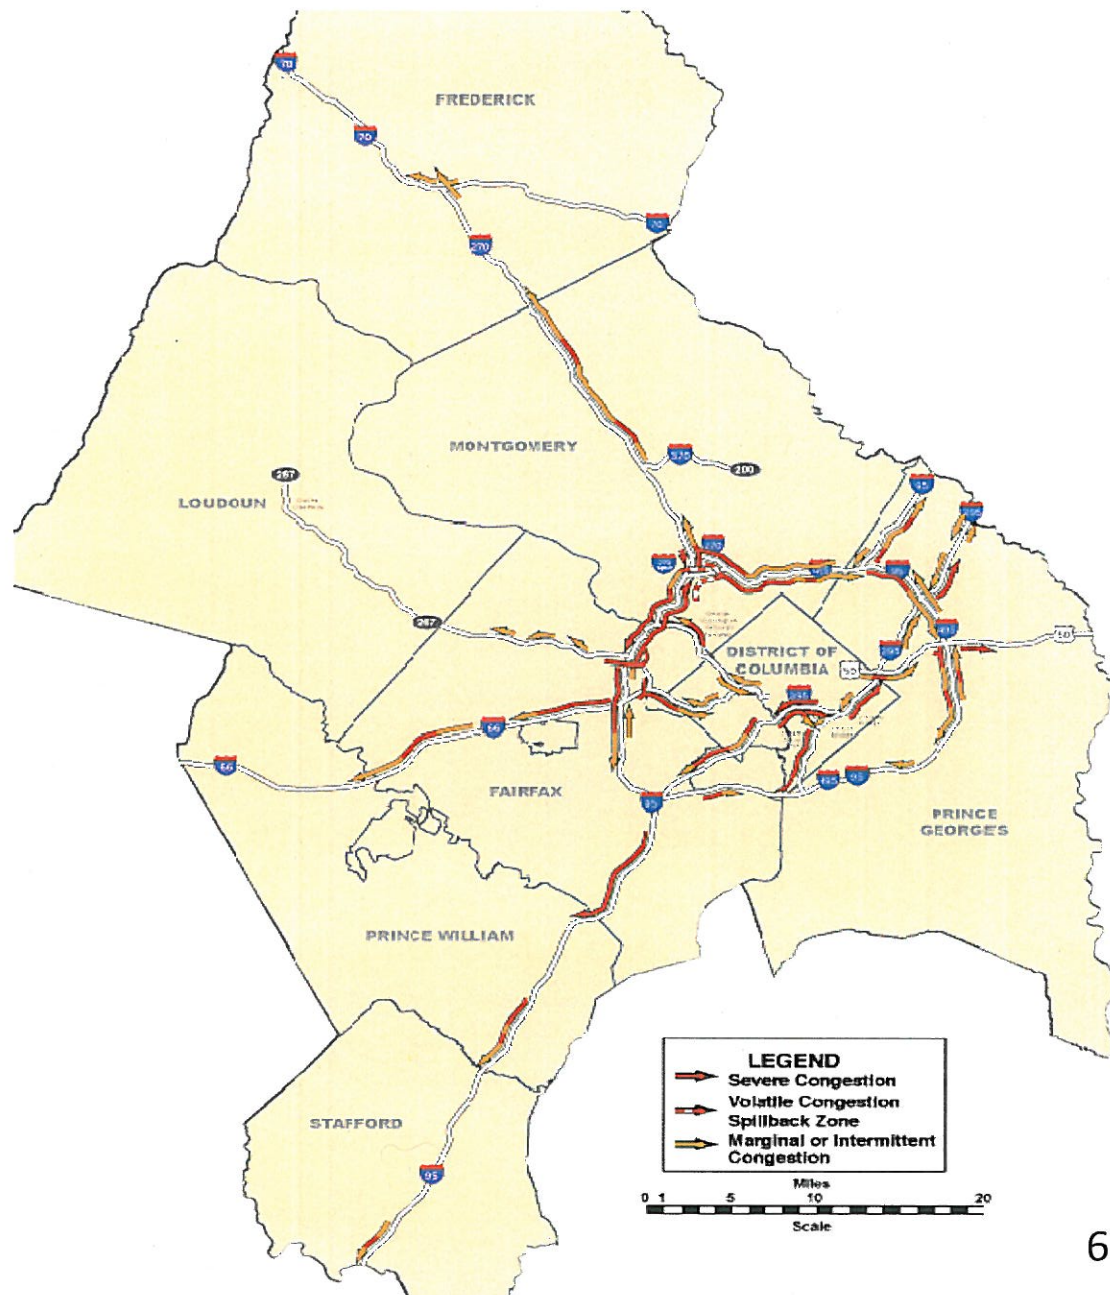 70
FREDERICK
70
70
270
MONTGOMERY
370
200
267
LOUDOUN
95
270
495
95
267
DISTRICT OF
COLUMBIA
50
50
66
66
FAIRFAX
95
495
95
PRINCE
GEORGE'S
PRINCE WILLIAM
LEGEND
Severe Congestion
Volatile Congestion
Spillback Zone
Marginal or Intermittent
Congestion
STAFFORD
95
Miles
0 1 5 10 20
Scale
6